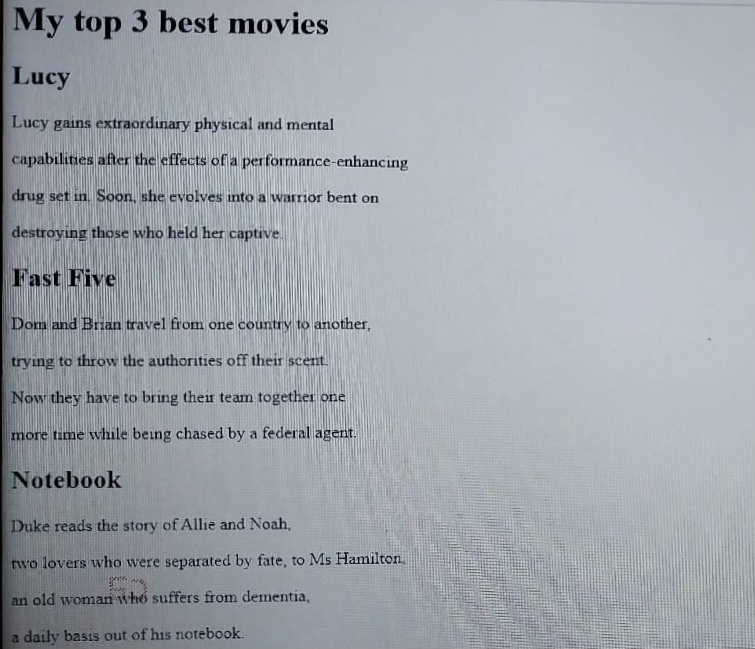 My top 3 best movies
Lucy
Lucy gains extraordinary physical and mental
capabilities after the effects of a performance-enhancing
drug set in. Soon, she evolves into a warrior bent on
destroying those who held her captive.
Fast Five
Dom and Brian travel from one country to another,
trying to throw the authorities off their scent.
Now they have to bring their team together one
more time while being chased by a federal agent.
Notebook
Duke reads the story of Allie and Noah,
two lovers who were separated by fate, to Ms Hamilton,
an old woman who suffers from dementia,
a daily basis out of his notebook.